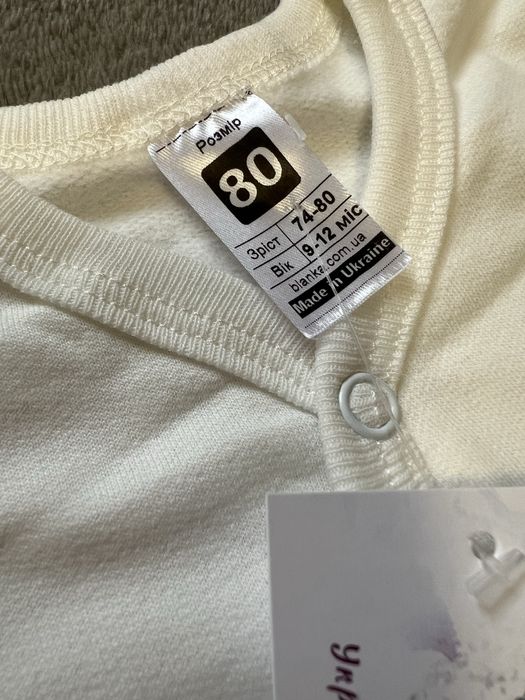 Розмір
80
Зріст 74-80
Вік 9-12 міс
blanka.com.ua
Made in Ukraine